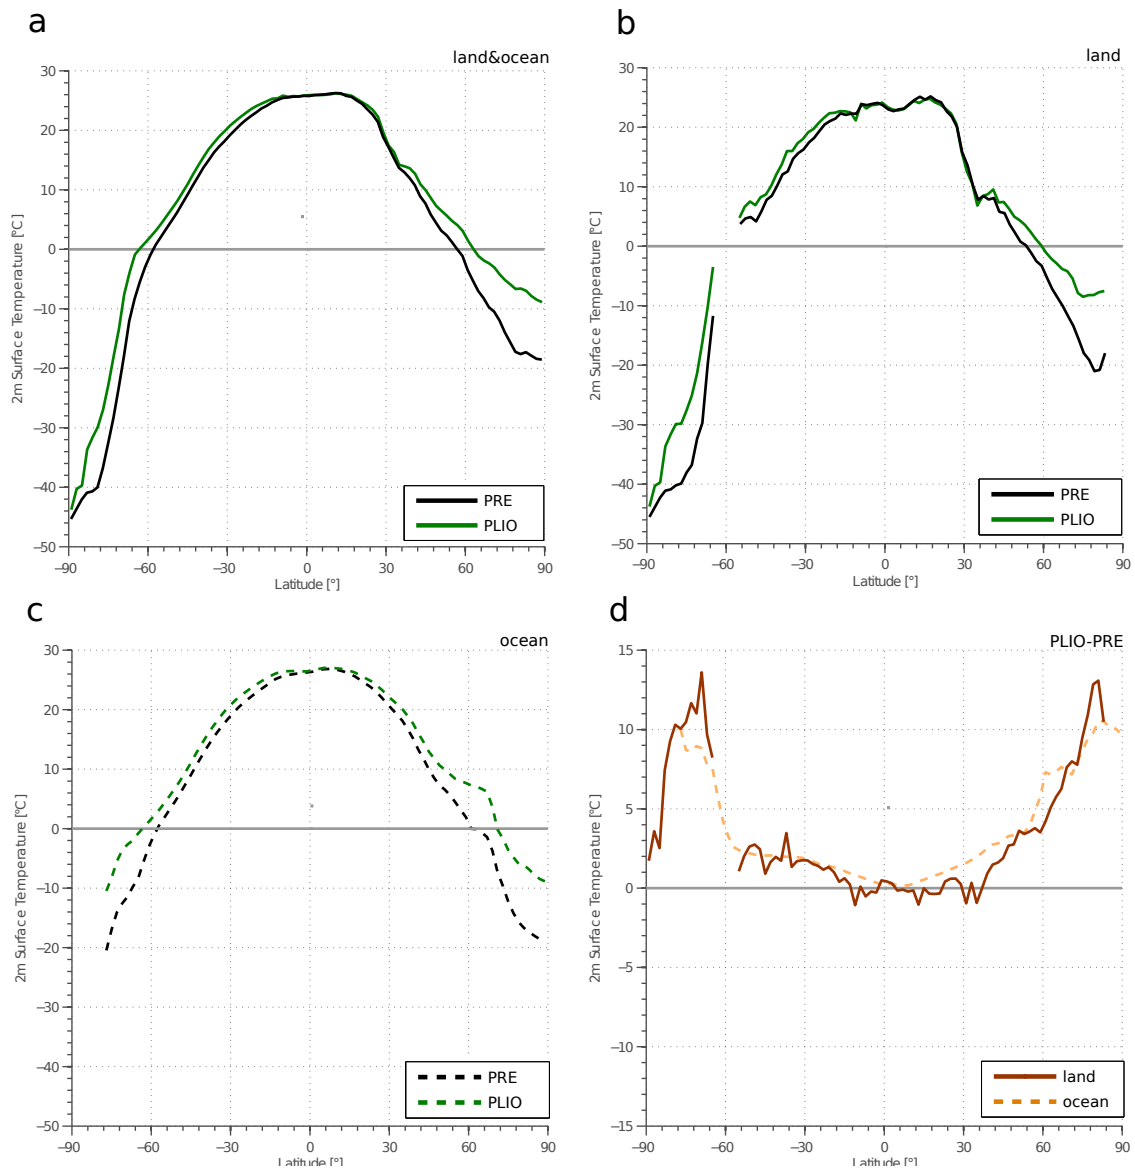 a
land&ocean
30
20
10
0
−10
−20
−30
−40
−50
2m Surface Temperature [°C]
−90 −60 −30 0 30 60 90
Latitude [°]
PRE
PLIO
b
land
30
20
10
0
−10
−20
−30
−40
−50
2m Surface Temperature [°C]
−90 −60 −30 0 30 60 90
Latitude [°]
PRE
PLIO
c
ocean
30
20
10
0
−10
−20
−30
−40
−50
2m Surface Temperature [°C]
−90 −60 −30 0 30 60 90
Latitude [°]
PRE
PLIO
d
PLIO-PRE
15
10
5
0
−5
−10
−15
2m Surface Temperature [°C]
−90 −60 −30 0 30 60 90
Latitude [°]
land
ocean